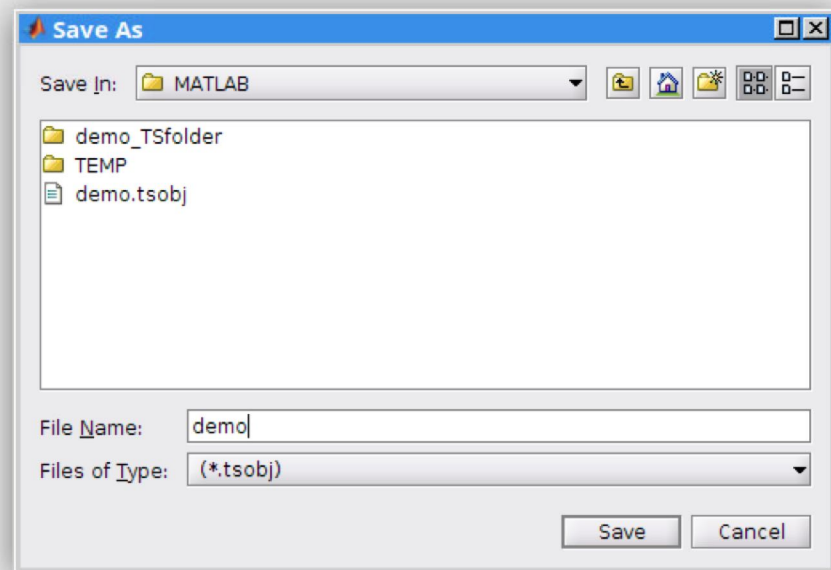 Save As
Save In: MATLAB
demo_TSfolder
TEMP
demo.tsobj
File Name: demo
Files of Type: (*.tsobj)
Save Cancel